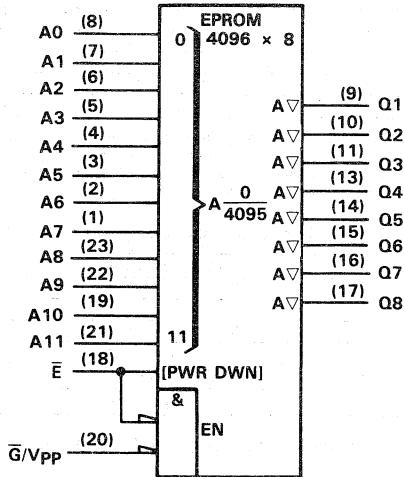 EPROM
4096 × 8
A0 (8) 0
A1 (7)
A2 (6)
A3 (5)
A4 (4)
A5 (3)
A6 (2)
A7 (1)
A8 (23)
A9 (22)
A10 (19)
A11 (21) 11
A 0/4095
A▽ (9) Q1
A▽ (10) Q2
A▽ (11) Q3
A▽ (13) Q4
A▽ (14) Q5
A▽ (15) Q6
A▽ (16) Q7
A▽ (17) Q8
E̅ (18) [PWR DWN]
&
EN
G̅/VPP (20)